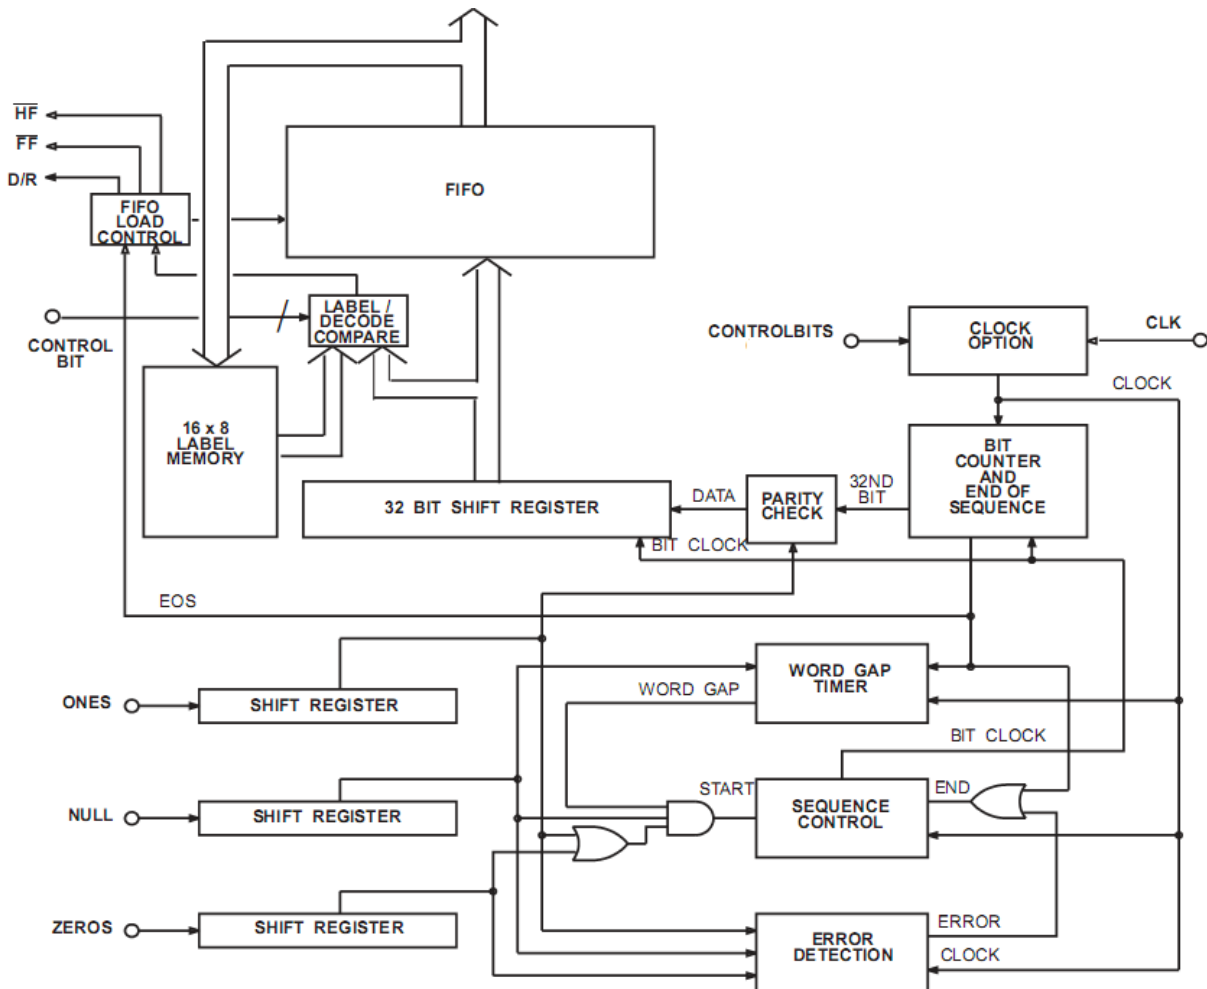 HF
FF
D/R
FIFO
LOAD
CONTROL
FIFO
CONTROL
BIT
LABEL /
DECODE
COMPARE
CONTROLBITS
CLOCK
OPTION
CLK
CLOCK
16 x 8
LABEL
MEMORY
32 BIT SHIFT REGISTER
DATA
PARITY
CHECK
32ND
BIT
BIT
COUNTER
AND
END OF
SEQUENCE
BIT CLOCK
EOS
ONES
SHIFT REGISTER
WORD GAP
WORD GAP
TIMER
BIT CLOCK
NULL
SHIFT REGISTER
START
SEQUENCE
CONTROL
END
ZEROS
SHIFT REGISTER
ERROR
DETECTION
ERROR
CLOCK